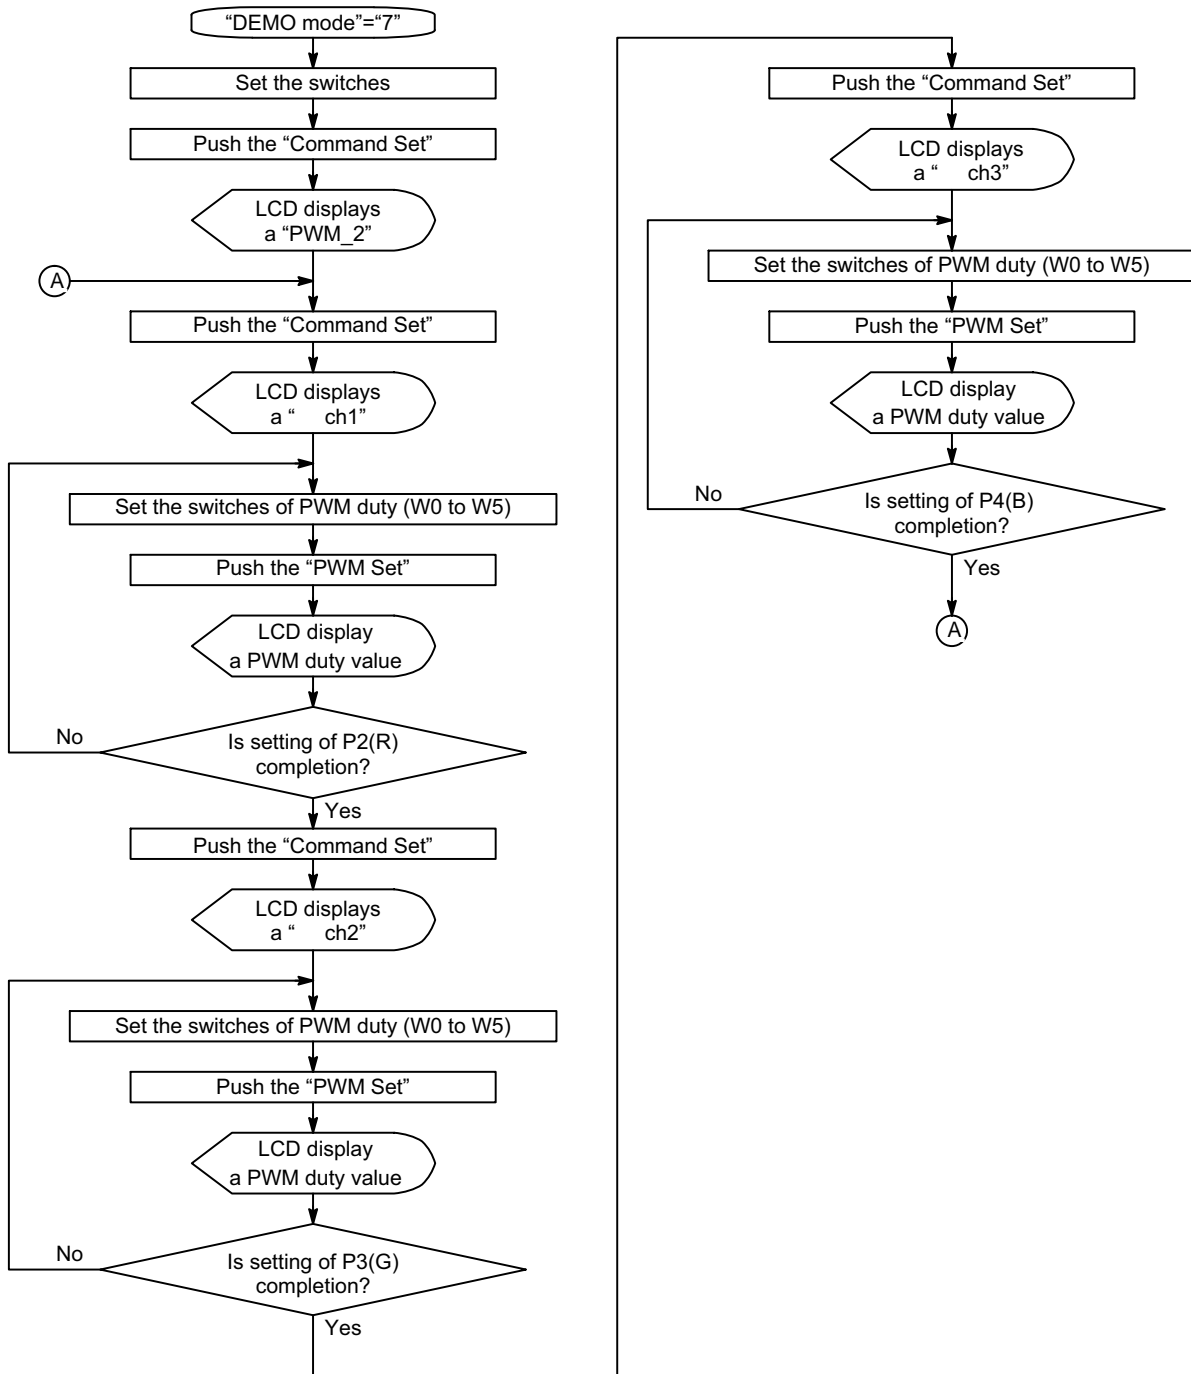 “DEMO mode”=“7”
Set the switches
Push the “Command Set”
LCD displays
a “PWM_2”
A
Push the “Command Set”
LCD displays
a “ ch1”
Set the switches of PWM duty (W0 to W5)
Push the “PWM Set”
LCD display
a PWM duty value
No
Is setting of P2(R)
completion?
Yes
Push the “Command Set”
LCD displays
a “ ch2”
Set the switches of PWM duty (W0 to W5)
Push the “PWM Set”
LCD display
a PWM duty value
No
Is setting of P3(G)
completion?
Yes
Push the “Command Set”
LCD displays
a “ ch3”
Set the switches of PWM duty (W0 to W5)
Push the “PWM Set”
LCD display
a PWM duty value
No
Is setting of P4(B)
completion?
Yes
A